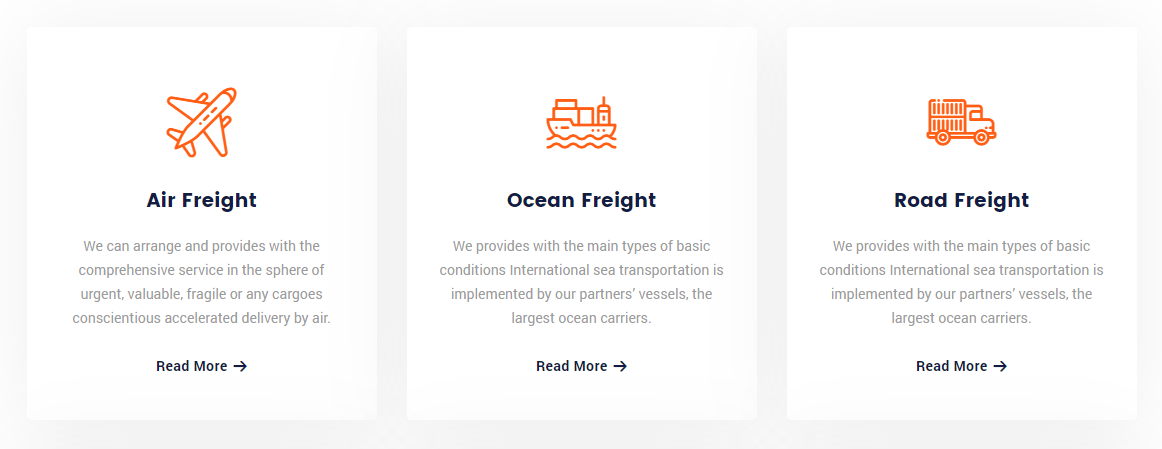 Air Freight
We can arrange and provides with the
comprehensive service in the sphere of
urgent, valuable, fragile or any cargoes
conscientious accelerated delivery by air.
Read More →
Ocean Freight
We provides with the main types of basic
conditions International sea transportation is
implemented by our partners’ vessels, the
largest ocean carriers.
Read More →
Road Freight
We provides with the main types of basic
conditions International sea transportation is
implemented by our partners’ vessels, the
largest ocean carriers.
Read More →